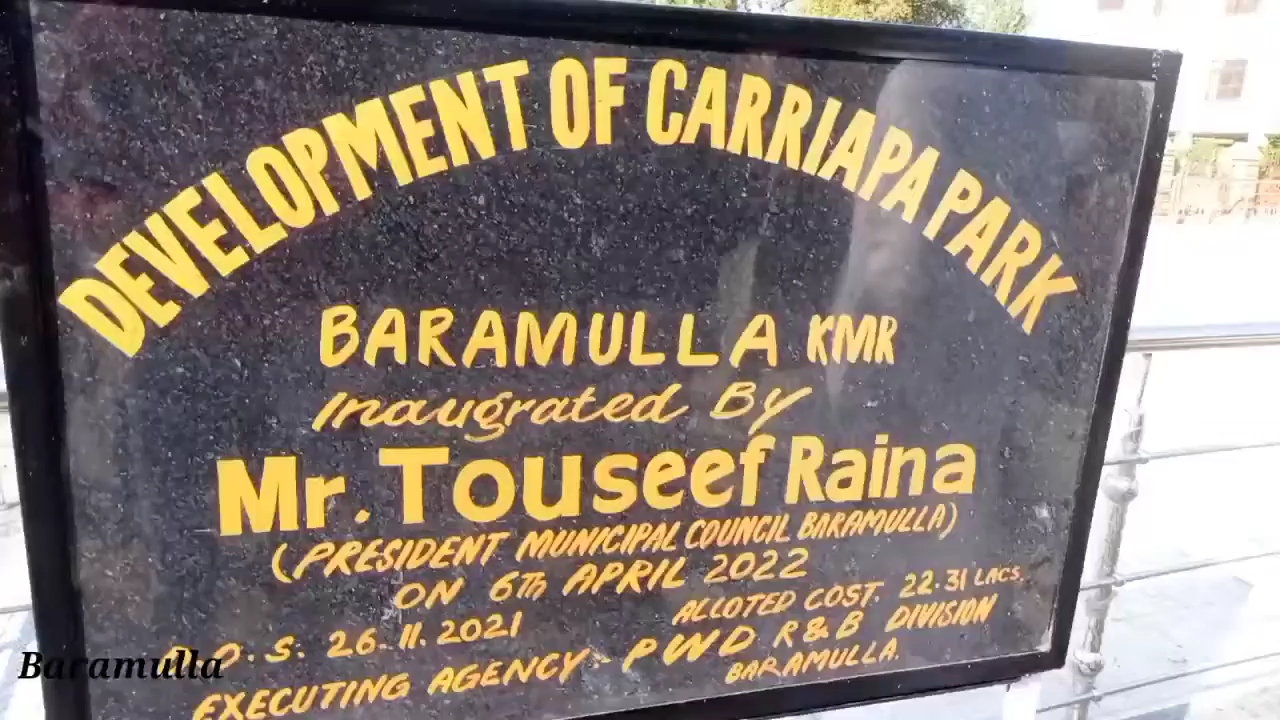 DEVELOPMENT OF CARRIAPA PARK
BARAMULLA KMR
Inaugrated By
Mr. Touseef Raina
(PRESIDENT MUNICIPAL COUNCIL BARAMULLA)
ON 6Th APRIL 2022
O. S. 26.11.2021 ALLOTED COST. 22.31 LACS.
EXECUTING AGENCY - PWD R&B DIVISION
BARAMULLA.
Baramulla